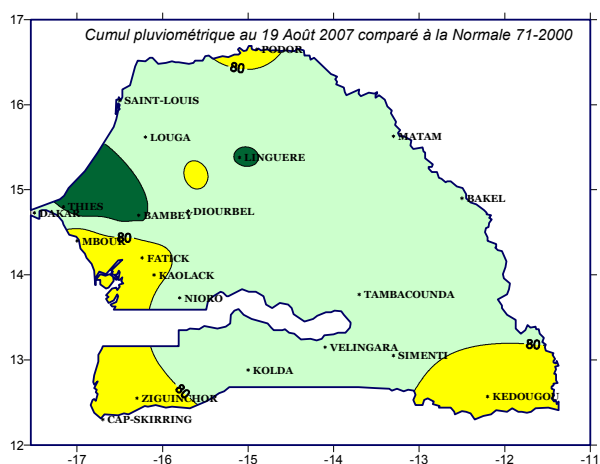 17
Cumul pluviométrique au 19 Août 2007 comparé à la Normale 71-2000
PODOR
80
16
SAINT-LOUIS
LOUGA
MATAM
LINGUERE
15
BAKEL
THIES
DAKAR
BAMBEY
DIOURBEL
80
MBOUR
FATICK
14
KAOLACK
NIORO
TAMBACOUNDA
VELINGARA
80
SIMENTI
13
KOLDA
80
ZIGUINCHOR
KEDOUGOU
CAP-SKIRRING
12
-17
-16
-15
-14
-13
-12
-11